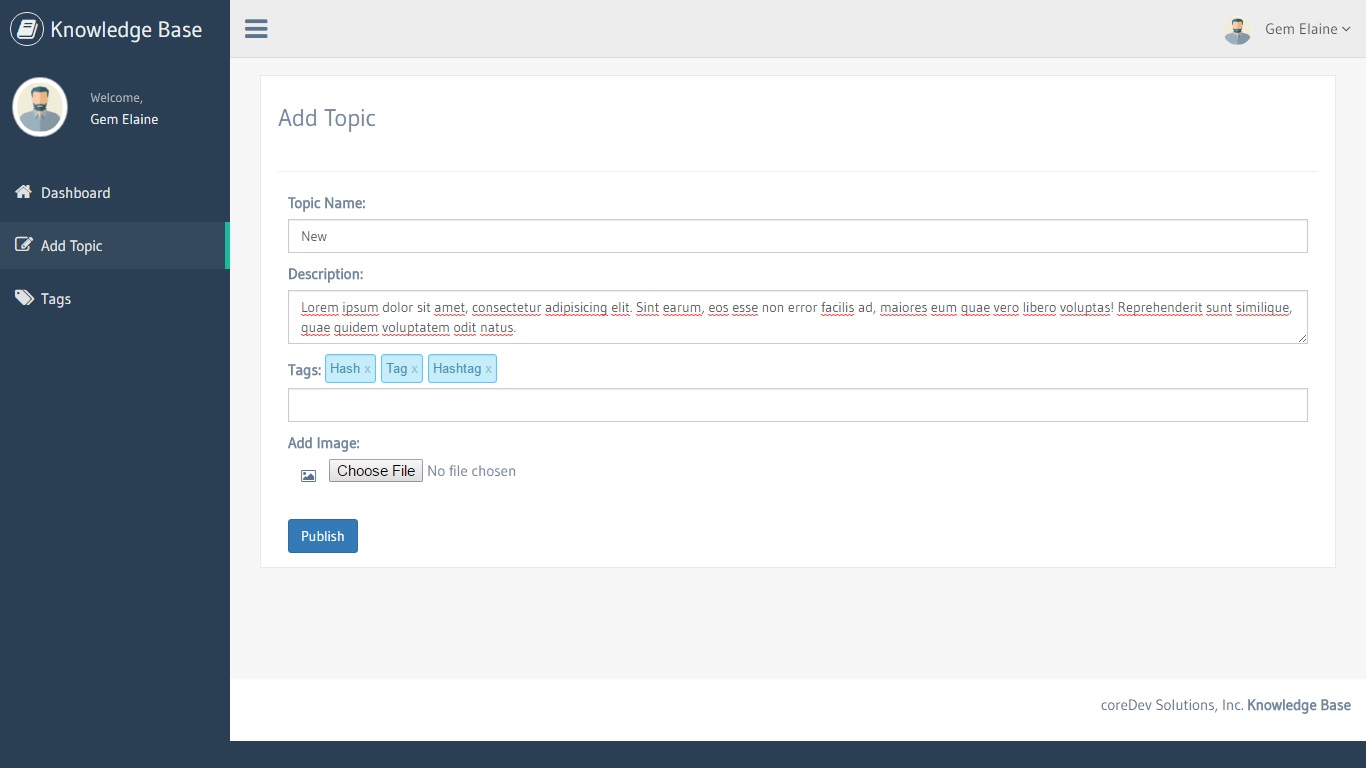 Knowledge Base
Gem Elaine
Welcome,
Gem Elaine
Dashboard
Add Topic
Tags
Add Topic
Topic Name:
New
Description:
Lorem ipsum dolor sit amet, consectetur adipisicing elit. Sint earum, eos esse non error facilis ad, maiores eum quae vero libero voluptas! Reprehenderit sunt similique,
quae quidem voluptatem odit natus.
Tags: Hash x Tag x Hashtag x
Add Image:
Choose File No file chosen
Publish
coreDev Solutions, Inc. Knowledge Base